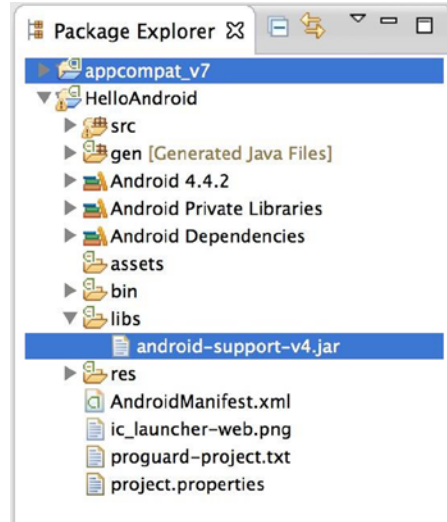 Package Explorer
appcompat_v7
HelloAndroid
src
gen [Generated Java Files]
Android 4.4.2
Android Private Libraries
Android Dependencies
assets
bin
libs
android-support-v4.jar
res
AndroidManifest.xml
ic_launcher-web.png
proguard-project.txt
project.properties